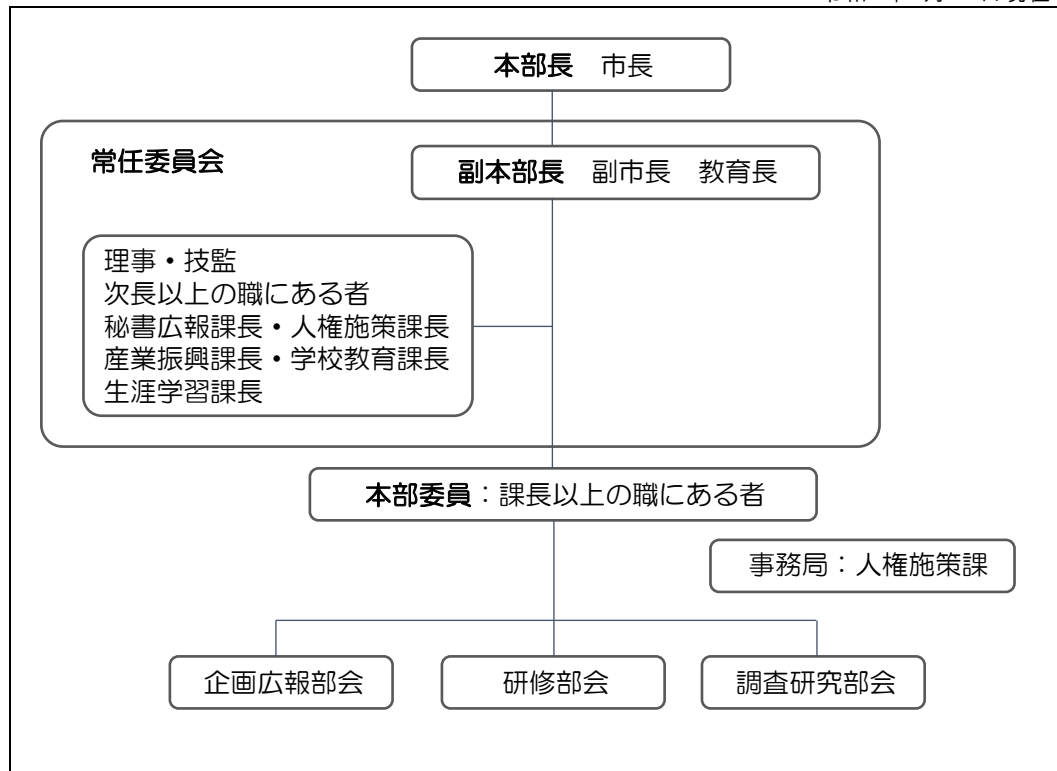 本部長　市長
常任委員会
副本部長　副市長　教育長
理事・技監
次長以上の職にある者
秘書広報課長・人権施策課長
産業振興課長・学校教育課長
生涯学習課長
本部委員：課長以上の職にある者
事務局：人権施策課
企画広報部会
研修部会
調査研究部会